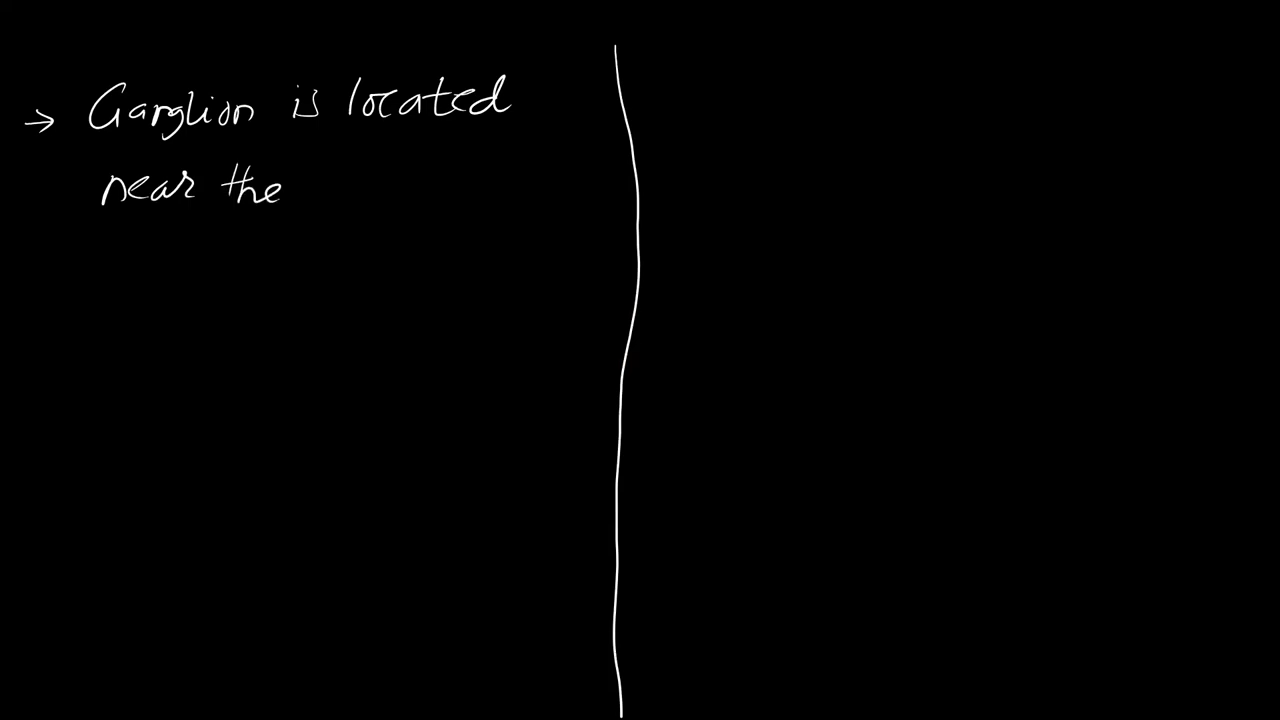 → Ganglion is located
near the